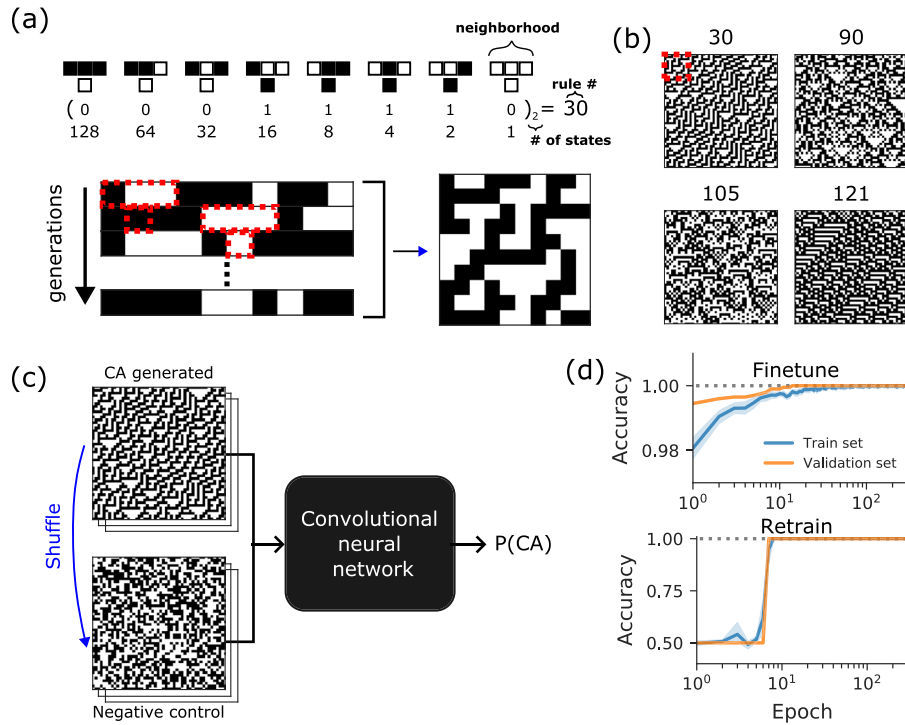 (a)
neighborhood
rule #
( 0 0 0 1 1 1 1 0 )2 = 30
128 64 32 16 8 4 2 1
# of states
generations
(b)
30 90
105 121
(c)
CA generated
Shuffle
Negative control
Convolutional
neural
network
P(CA)
(d)
Finetune
Accuracy
1.00
0.98
Train set
Validation set
10^0 10^1 10^2
Retrain
Accuracy
1.00
0.75
0.50
10^0 10^1 10^2
Epoch